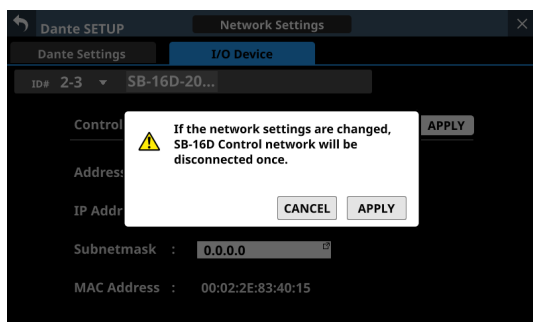 Dante SETUP
Network Settings
Dante Settings
I/O Device
ID# 2-3 SB-16D-20...
Control
APPLY
If the network settings are changed,
SB-16D Control network will be
disconnected once.
Address
IP Addr
CANCEL
APPLY
Subnetmask : 0.0.0.0
MAC Address : 00:02:2E:83:40:15